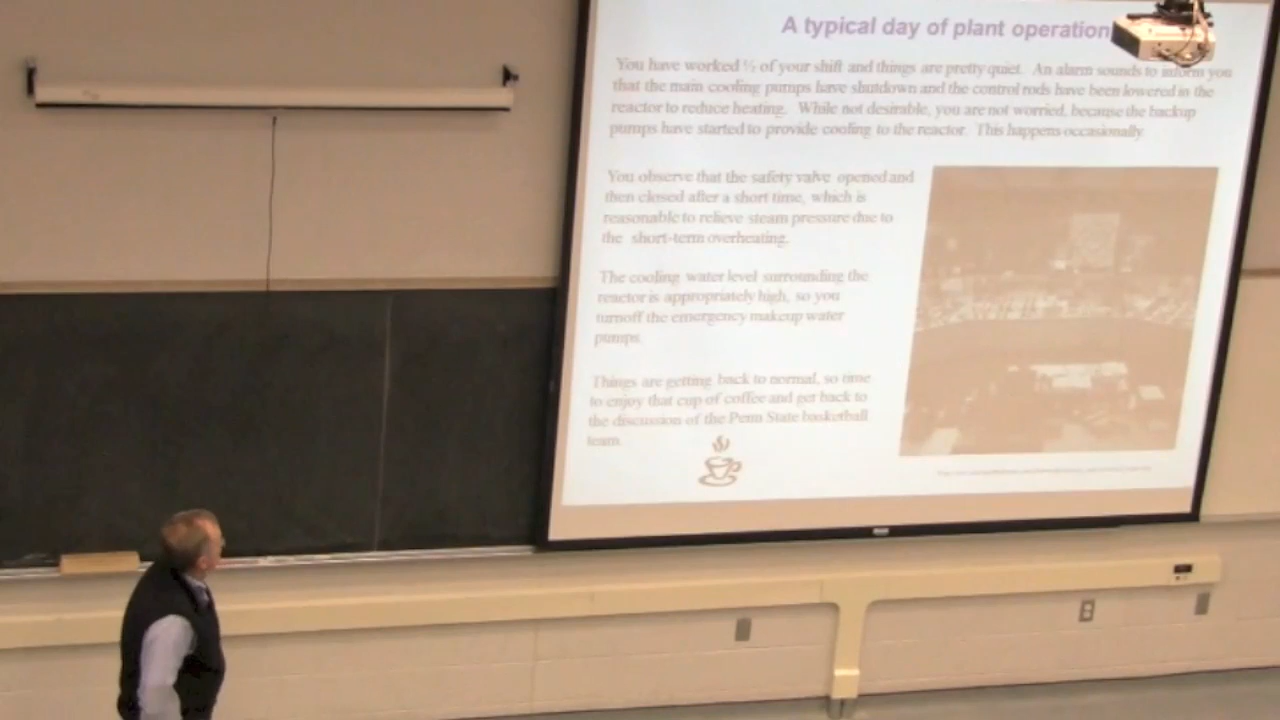 A typical day of plant operation
You have worked ½ of your shift and things are pretty quiet. An alarm sounds to inform you
that the main cooling pumps have shutdown and the control rods have been lowered in the
reactor to reduce heating. While not desirable, you are not worried, because the backup
pumps have started to provide cooling to the reactor. This happens occasionally.
You observe that the safety valve opened and
then closed after a short time, which is
reasonable to relieve steam pressure due to
the short-term overheating.
The cooling water level surrounding the
reactor is appropriately high, so you
turnoff the emergency makeup water
pumps.
Things are getting back to normal, so time
to enjoy that cup of coffee and get back to
the discussion of the Penn State basketball
team.